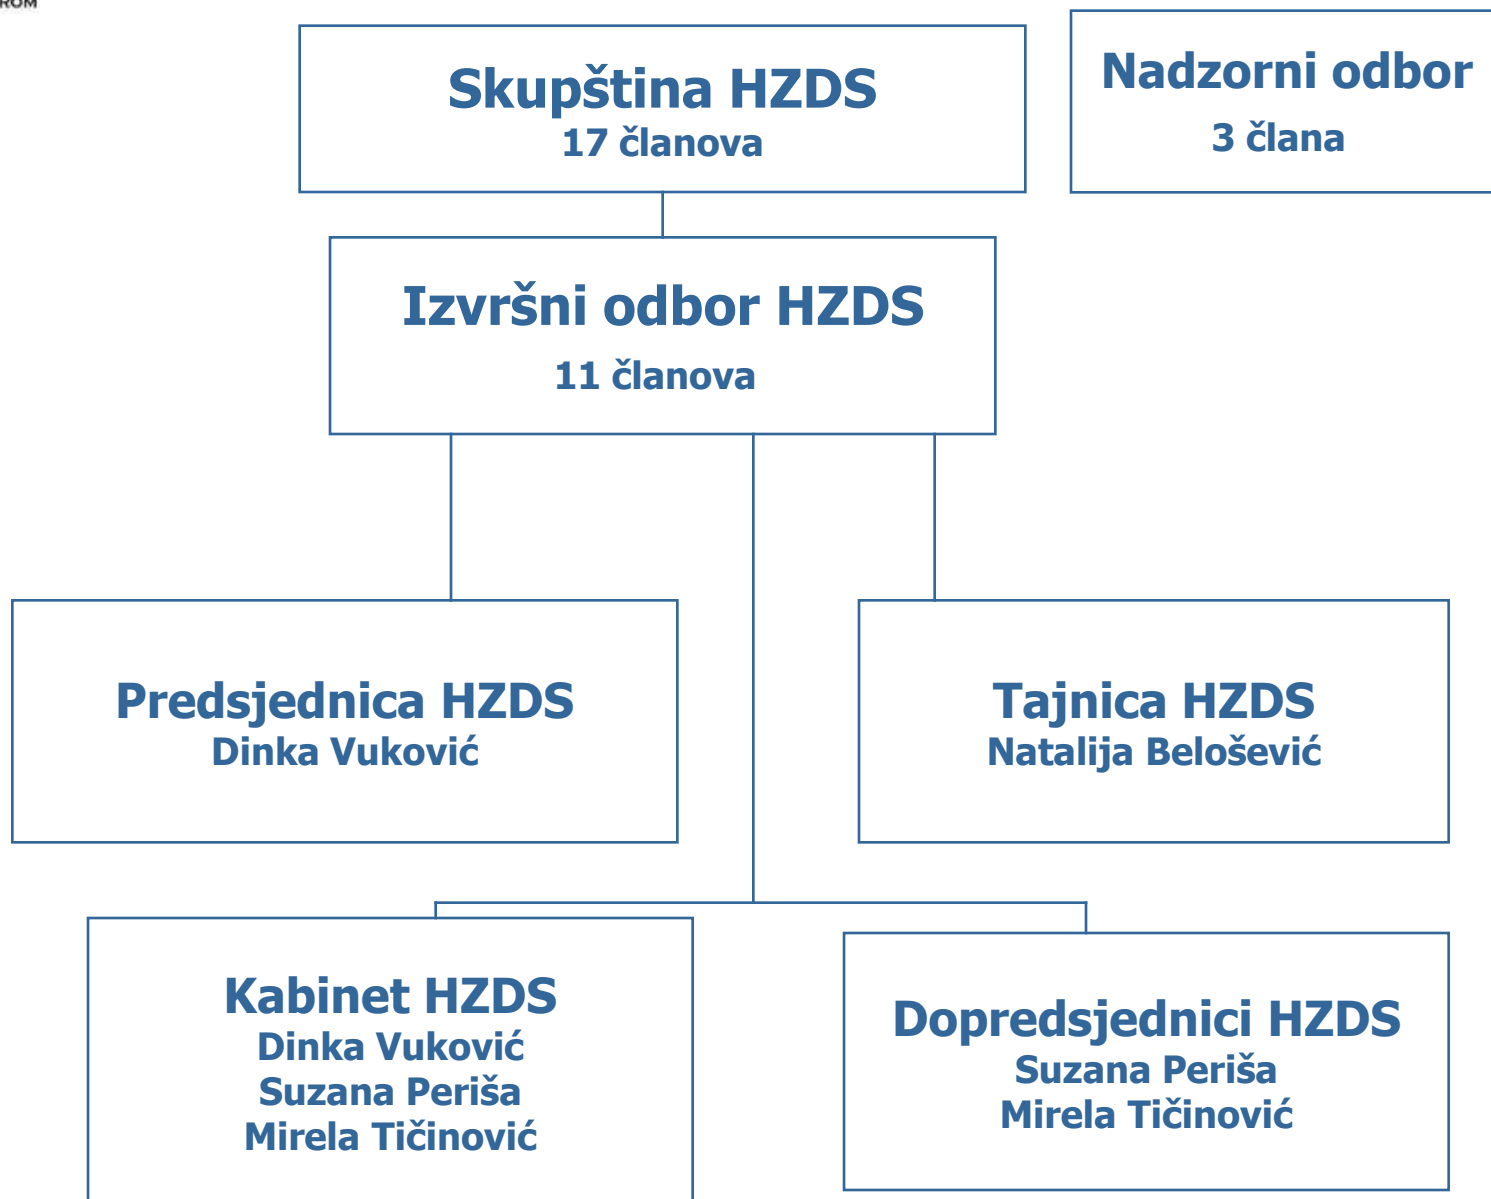 ROM
Skupština HZDS
17 članova
Nadzorni odbor
3 člana
Izvršni odbor HZDS
11 članova
Predsjednica HZDS
Dinka Vuković
Tajnica HZDS
Natalija Belošević
Kabinet HZDS
Dinka Vuković
Suzana Periša
Mirela Tičinović
Dopredsjednici HZDS
Suzana Periša
Mirela Tičinović